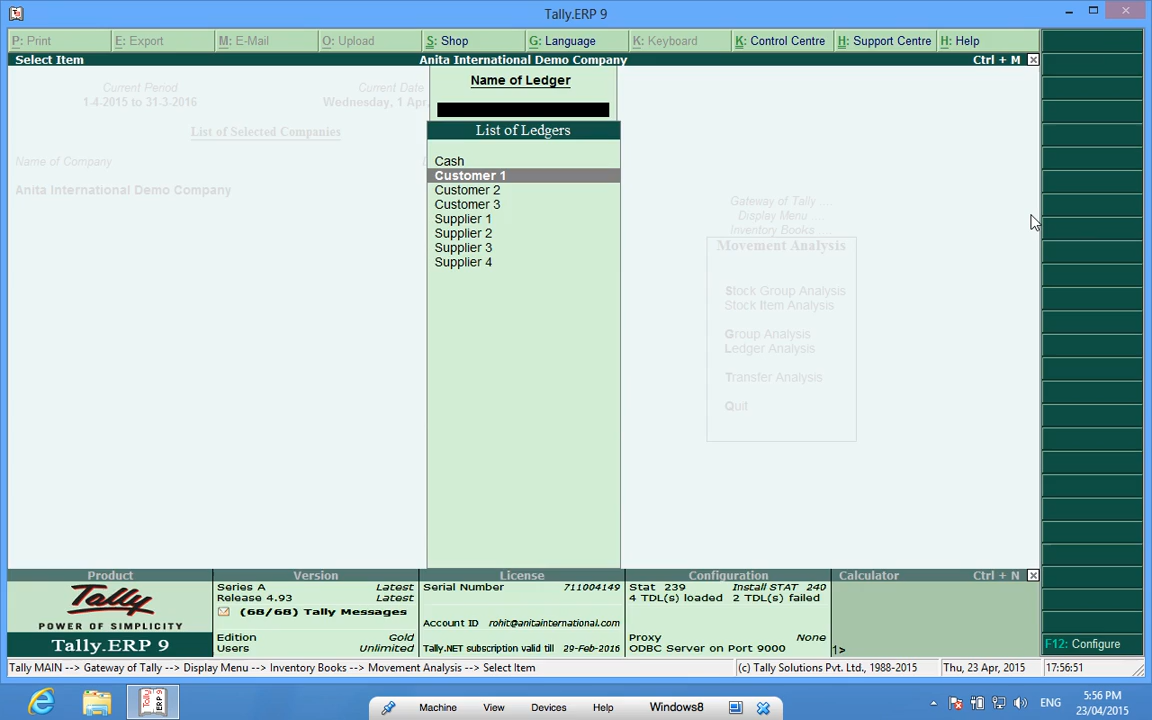 Tally.ERP 9
P: Print
E: Export
M: E-Mail
O: Upload
S: Shop
G: Language
K: Keyboard
K: Control Centre
H: Support Centre
H: Help
Select Item
Anita International Demo Company
Ctrl + M
Current Period
1-4-2015 to 31-3-2016
Current Date
Wednesday, 1 Apr,
List of Selected Companies
Name of Company
Anita International Demo Company
Name of Ledger
List of Ledgers
Cash
Customer 1
Customer 2
Customer 3
Supplier 1
Supplier 2
Supplier 3
Supplier 4
Gateway of Tally ...
Display Menu ...
Inventory Books ...
Movement Analysis
Stock Group Analysis
Stock Item Analysis
Group Analysis
Ledger Analysis
Transfer Analysis
Quit
Product
Tally
POWER OF SIMPLICITY
Tally.ERP 9
Version
Series A Latest
Release 4.93 Latest
(68/68) Tally Messages
Edition Gold
Users Unlimited
License
Serial Number 711004149
Account ID rohit@anitainternational.com
Tally.NET subscription valid till 29-Feb-2016
Configuration
Stat 239 Install STAT 240
4 TDL(s) loaded 2 TDL(s) failed
Proxy None
ODBC Server on Port 9000
Calculator Ctrl + N
1>
F12: Configure
Tally MAIN --> Gateway of Tally --> Display Menu --> Inventory Books --> Movement Analysis --> Select Item
(c) Tally Solutions Pvt. Ltd., 1988-2015
Thu, 23 Apr, 2015
17:56:51
Machine View Devices Help Windows8
ENG
5:56 PM
23/04/2015